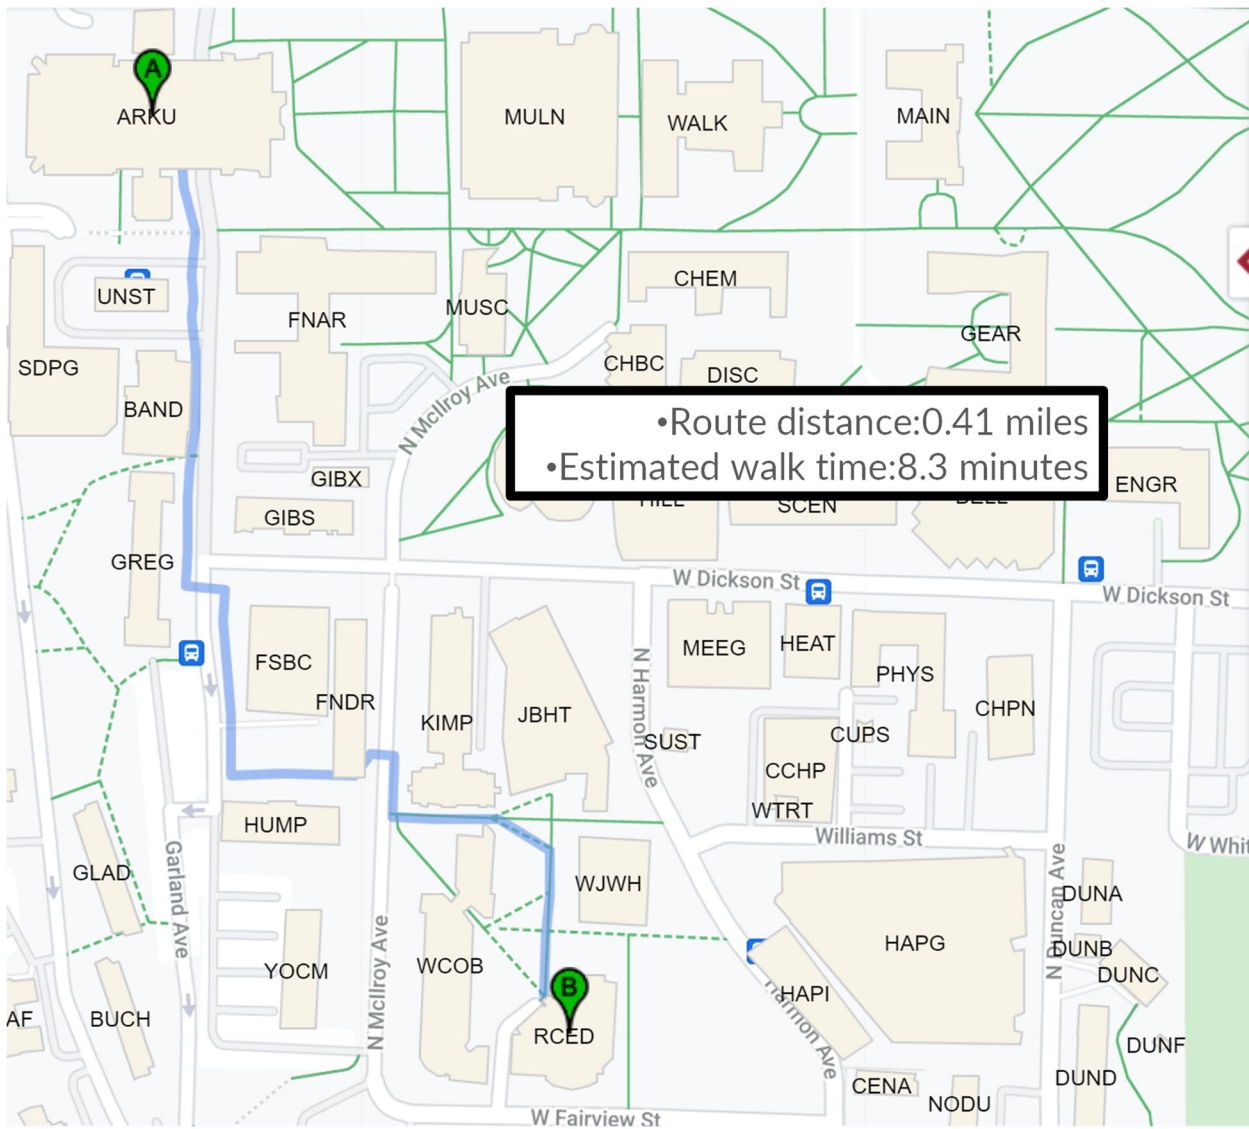 A
ARKU
MULN
WALK
MAIN
UNST
FNAR
MUSC
CHEM
GEAR
SDPG
CHBC
DISC
BAND
N McIlroy Ave
•Route distance:0.41 miles
•Estimated walk time:8.3 minutes
GIBX
ENGR
HILL
SCEN
BELL
GIBS
GREG
W Dickson St
W Dickson St
FSBC
MEEG
HEAT
PHYS
FNDR
KIMP
JBHT
CHPN
N Harmon Ave
SUST
CUPS
CCHP
WTRT
HUMP
Williams St
W Whit
GLAD
Garland Ave
WJWH
DUNA
N Duncan Ave
HAPG
DUNB
YOCM
N McIlroy Ave
WCOB
DUNC
B
HAPI
Harmon Ave
AF
BUCH
RCED
DUNF
DUND
CENA
NODU
W Fairview St